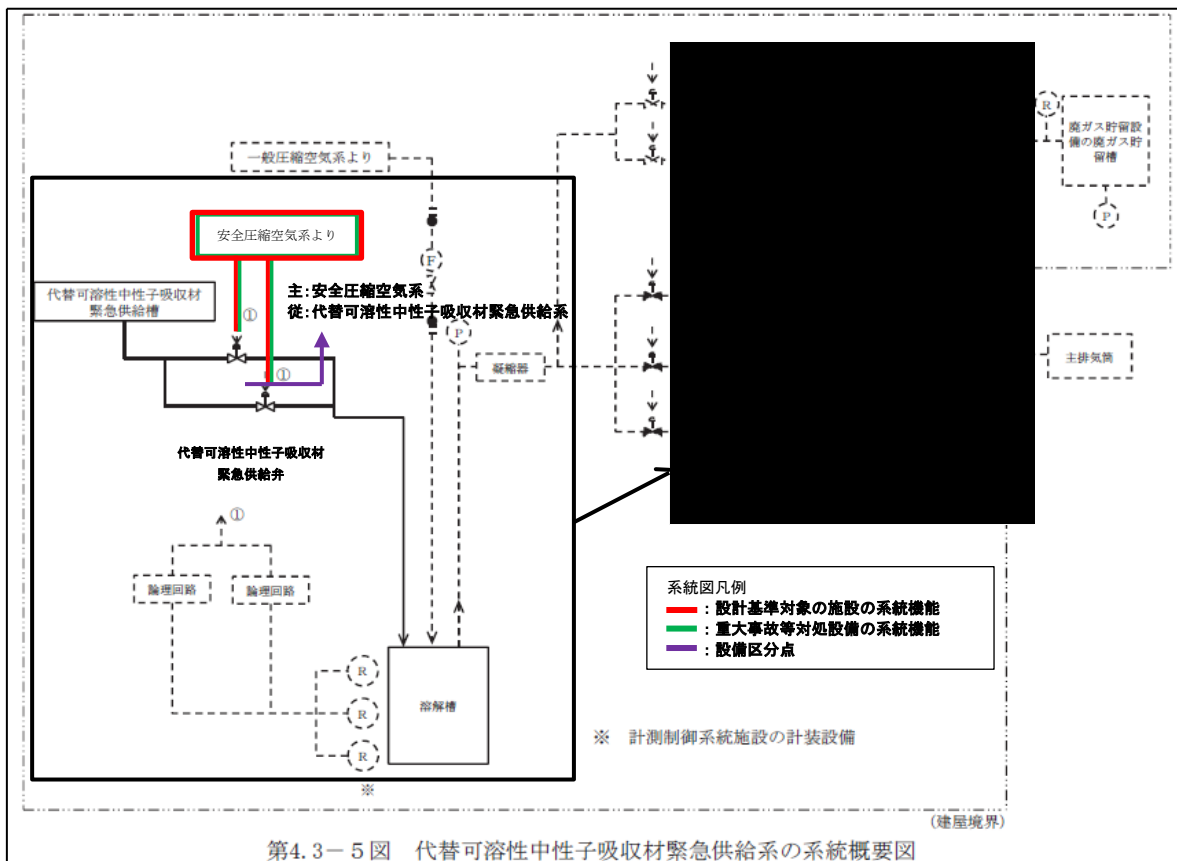 一般圧縮空気系より
R
廃ガス貯留設
備の廃ガス貯
留槽
P
安全圧縮空気系より
F
代替可溶性中性子吸収材
緊急供給槽
①
主:安全圧縮空気系
従:代替可溶性中性子吸収材緊急供給系
P
凝縮器
主排気筒
①
代替可溶性中性子吸収材
緊急供給弁
①
論理回路
論理回路
系統図凡例
:設計基準対象の施設の系統機能
:重大事故等対処設備の系統機能
:設備区分点
R
R
R
溶解槽
※ 計測制御系統施設の計装設備
※
(建屋境界)
第4.3-5図 代替可溶性中性子吸収材緊急供給系の系統概要図